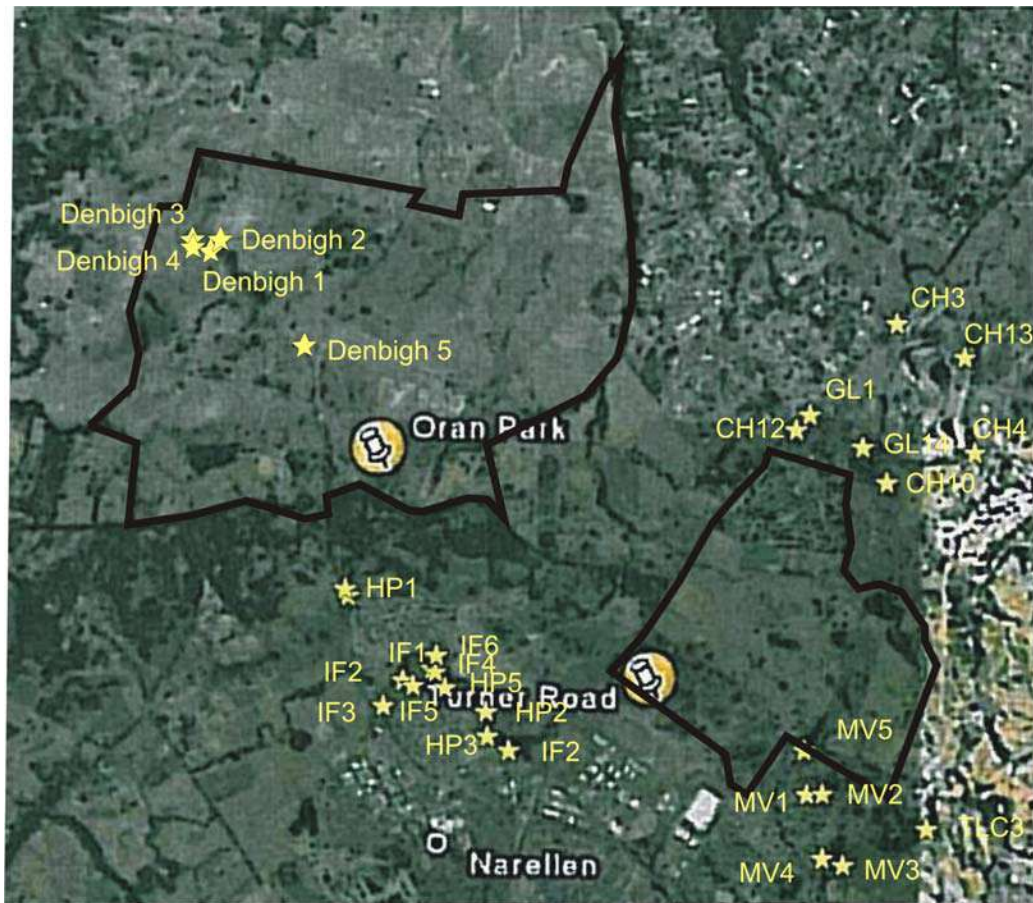 Denbigh 3
Denbigh 2
Denbigh 4
Denbigh 1
CH3
CH13
Denbigh 5
GL1
Oran Park
CH12
GL14
CH4
CH10
HP1
IF1
IF6
IF2
IF4
HP5
Turner Road
IF3
IF5
HP2
HP3
IF2
MV5
MV1
MV2
TLC3
Narellen
MV4
MV3